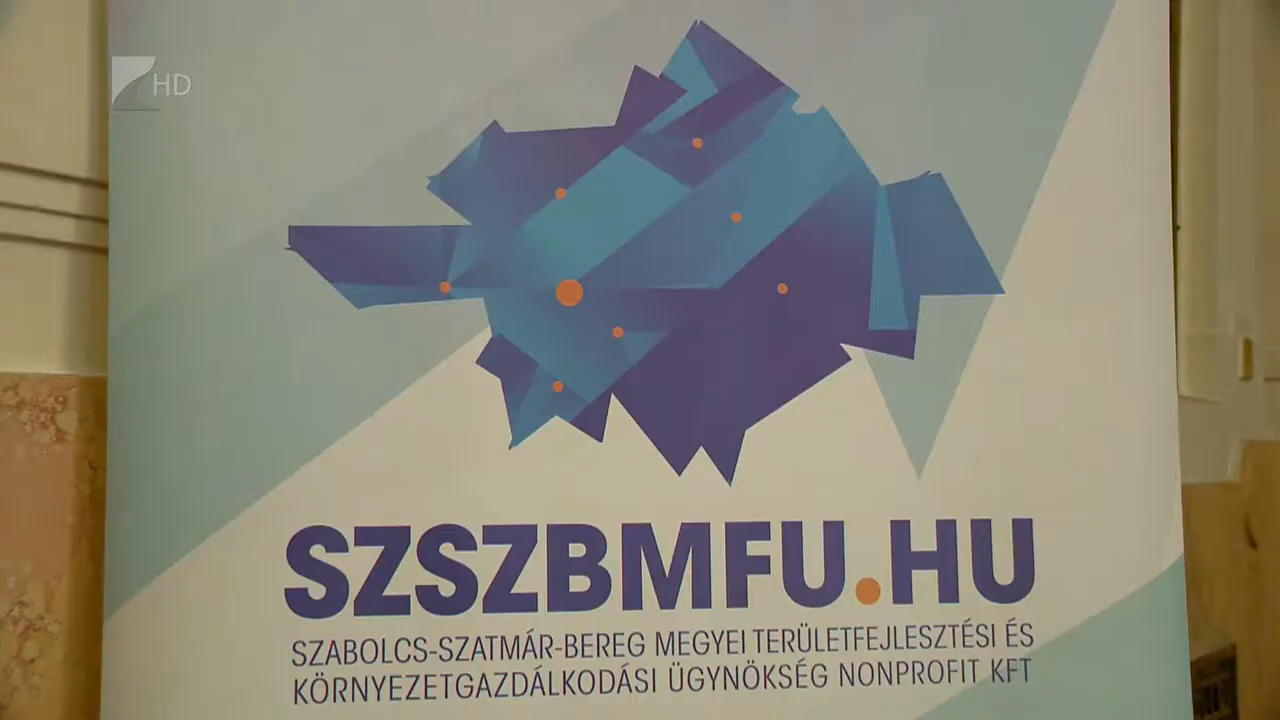 HD
SZSZBMFU.HU
SZABOLCS-SZATMÁR-BEREG MEGYEI TERÜLETFEJLESZTÉSI ÉS
KÖRNYEZETGAZDÁLKODÁSI ÜGYNÖKSÉG NONPROFIT KFT